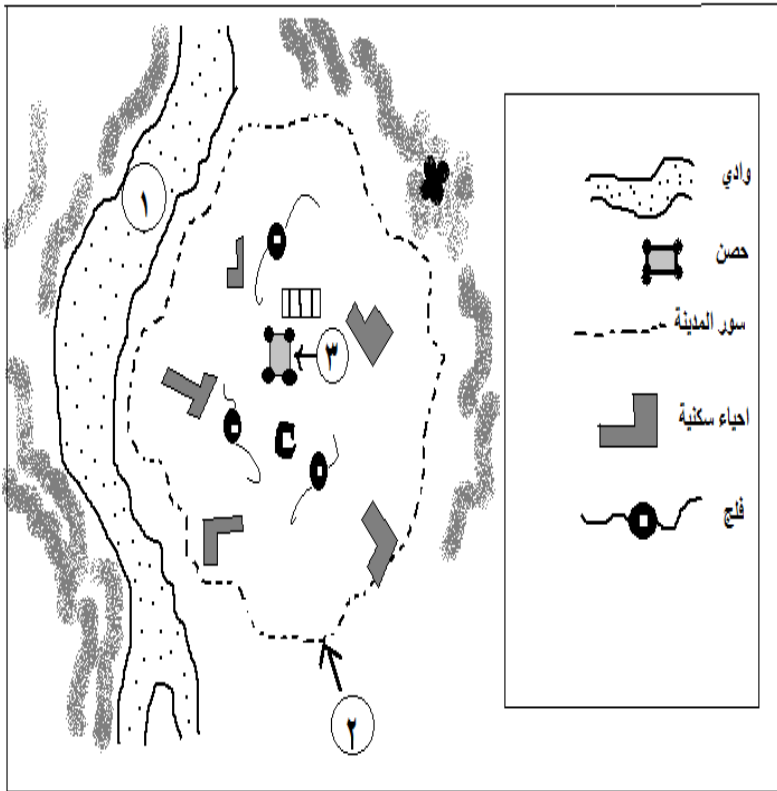 ١
٣
٢
وادي
حصن
سور المدينة
احياء سكنية
فلج